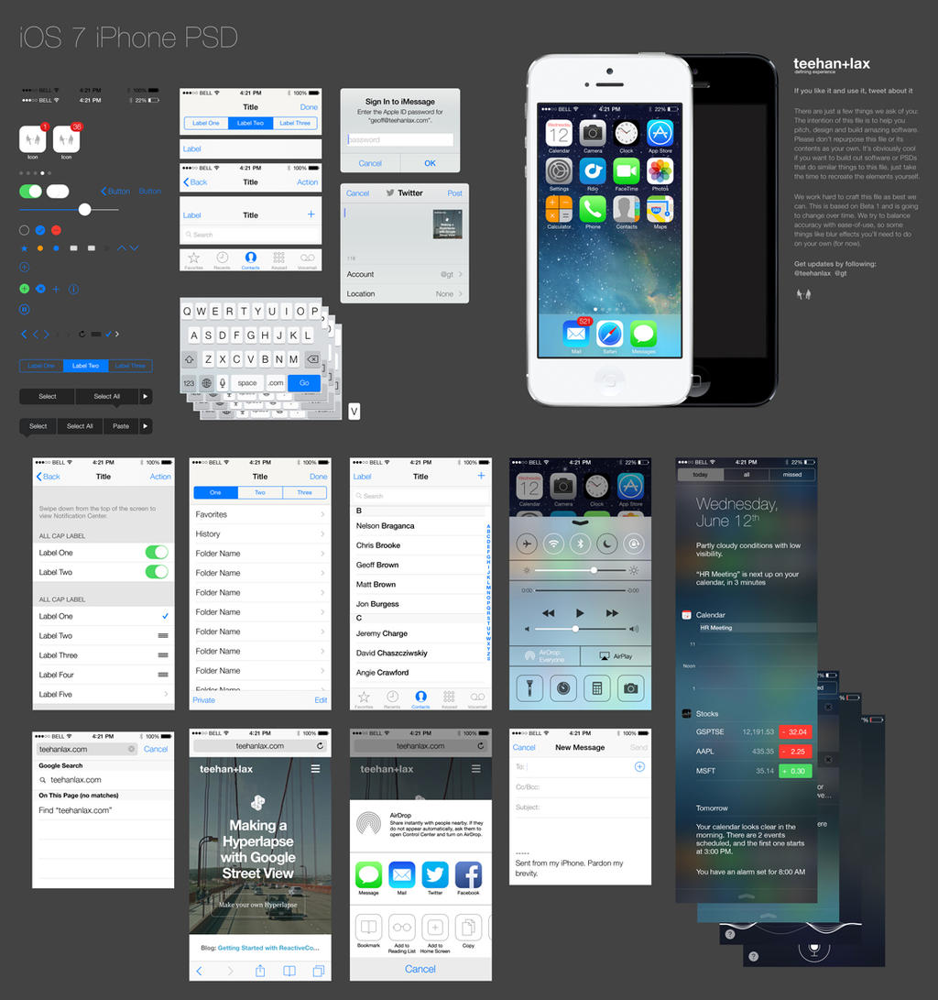 iOS 7 iPhone PSD
BELL 4:21 PM 100%
BELL 4:21 PM 22%
1 36
Icon Icon
Button Button
Label One Label Two Label Three
Select Select All
Select Select All Paste
BELL 4:21 PM 100%
Title Done
Label One Label Two Label Three
Label
BELL 4:21 PM 100%
Back Title Action
Label Title +
Search
Favorites Recents Contacts Keypad Voicemail
Q W E R T Y U I O P
A S D F G H J K L
Z X C V B N M
123 space .com Go
V
Sign In to iMessage
Enter the Apple ID password for
"geoff@teehanlax.com".
password
Cancel OK
Cancel Twitter Post
Making a
Hyperlapse
with Google
Street View
118
Account @gt
Location None
BELL 4:21 PM 22%
Wednesday
12
Calendar Camera Clock App Store
Settings Rdio FaceTime Photos
Calculator Phone Contacts Maps
521
Mail Safari Messages
teehan+lax
defining experience
If you like it and use it, tweet about it
There are just a few things we ask of you:
The intention of this file is to help you
pitch, design and build amazing software.
Please don't repurpose this file or its
contents as your own. It's obviously cool
if you want to build out software or PSDs
that do similar things to this file, just take
the time to recreate the elements yourself.
We work hard to craft this file as best we
can. This is based on Beta 1 and is going
to change over time. We try to balance
accuracy with ease-of-use, so some
things like blur effects you'll need to do
on your own (for now).
Get updates by following:
@teehanlax @gt
BELL 4:21 PM 100%
Back Title Action
Swipe down from the top of the screen to
view Notification Center.
ALL CAP LABEL
Label One
Label Two
ALL CAP LABEL
Label One
Label Two
Label Three
Label Four
Label Five
BELL 4:21 PM 100%
Title Done
One Two Three
Favorites
History
Folder Name
Folder Name
Folder Name
Folder Name
Folder Name
Folder Name
Folder Name
Folder Name
Private Edit
BELL 4:21 PM 100%
Label Title +
Search
B
Nelson Braganca
Chris Brooke
Geoff Brown
Matt Brown
Jon Burgess
C
Jeremy Charge
David Chaszczwiskiy
Angie Crawford
Favorites Recents Contacts Keypad Voicemail
BELL 4:21 PM 22%
Wednesday
12
Calendar Camera Clock App Store
0:00 -0:00
AirDrop:
Everyone
AirPlay
BELL 4:21 PM 22%
today all missed
Wednesday,
June 12th
Partly cloudy conditions with low
visibility.
"HR Meeting" is next up on your
calendar, in 3 minutes
Calendar
HR Meeting
11
Noon
1
Stocks
GSPTSE 12,191.53 - 32.04
AAPL 435.35 - 2.25
MSFT 35.14 + 0.30
Tomorrow
Your calendar looks clear in the
morning. There are 2 events
scheduled, and the first one starts
at 3:00 PM.
You have an alarm set for 8:00 AM
BELL 4:21 PM 100%
teehanlax.com Cancel
Google Search
teehanlax.com
On This Page (no matches)
Find "teehanlax.com"
BELL 4:21 PM 100%
teehanlax.com
teehan+lax
Making a
Hyperlapse
with Google
Street View
Make your own Hyperlapse
Blog: Getting Started with ReactiveCo...
BELL 4:21 PM 100%
teehanlax.com
teehan+lax
AirDrop
Share instantly with people nearby. If they
do not appear automatically, ask them to
open Control Center and turn on AirDrop.
Message Mail Twitter Facebook
Bookmark Add to Reading List Add to Home Screen Copy
Cancel
BELL 4:21 PM 100%
Cancel New Message Send
To:
Cc/Bcc:
Subject:
-----
Sent from my iPhone. Pardon my
brevity.